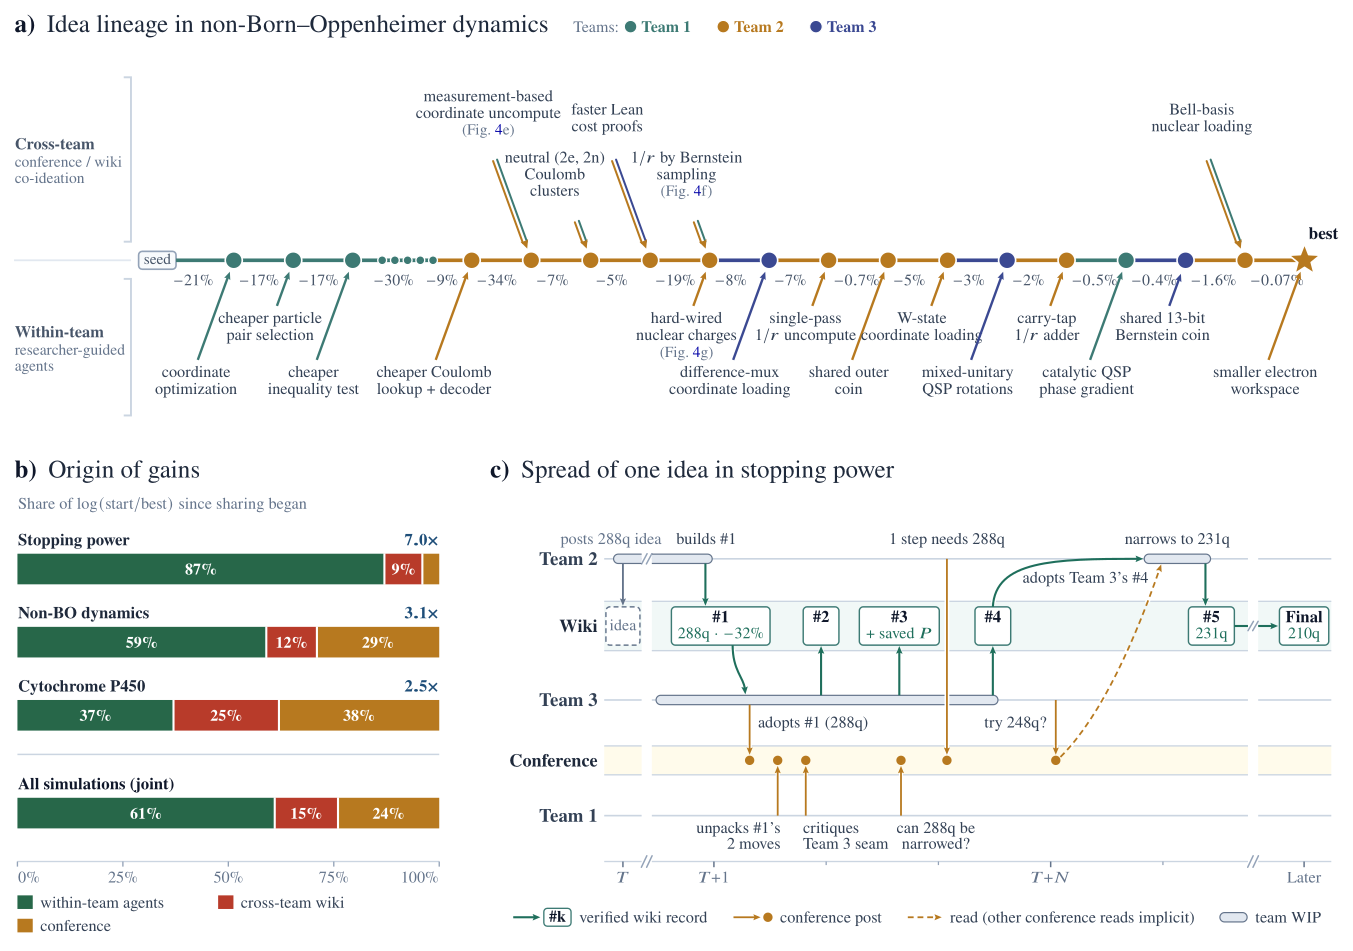 a) Idea lineage in non-Born–Oppenheimer dynamics
Teams: Team 1 Team 2 Team 3
Cross-team
conference / wiki
co-ideation
measurement-based
coordinate uncompute
(Fig. 4e)
faster Lean
cost proofs
neutral (2e, 2n)
Coulomb
clusters
1/r by Bernstein
sampling
(Fig. 4f)
Bell-basis
nuclear loading
best
seed
−21% −17% −17% −30% −9% −34% −7% −5% −19% −8% −7% −0.7% −5% −3% −2% −0.5% −0.4% −1.6% −0.07%
Within-team
researcher-guided
agents
cheaper particle
pair selection
hard-wired
nuclear charges
(Fig. 4g)
single-pass
1/r uncompute
W-state
coordinate loading
carry-tap
1/r adder
shared 13-bit
Bernstein coin
coordinate
optimization
cheaper
inequality test
cheaper Coulomb
lookup + decoder
difference-mux
coordinate loading
shared outer
coin
mixed-unitary
QSP rotations
catalytic QSP
phase gradient
smaller electron
workspace
b) Origin of gains
Share of log(start/best) since sharing began
Stopping power 7.0×
87% 9%
Non-BO dynamics 3.1×
59% 12% 29%
Cytochrome P450 2.5×
37% 25% 38%
All simulations (joint)
61% 15% 24%
0% 25% 50% 75% 100%
within-team agents cross-team wiki
conference
c) Spread of one idea in stopping power
posts 288q idea builds #1 1 step needs 288q narrows to 231q
Team 2
adopts Team 3's #4
Wiki
idea
#1
288q · −32%
#2
#3
+ saved P
#4
#5
231q
Final
210q
Team 3
adopts #1 (288q) try 248q?
Conference
Team 1
unpacks #1's
2 moves
critiques
Team 3 seam
can 288q be
narrowed?
T T+1 T+N Later
#k verified wiki record conference post read (other conference reads implicit) team WIP